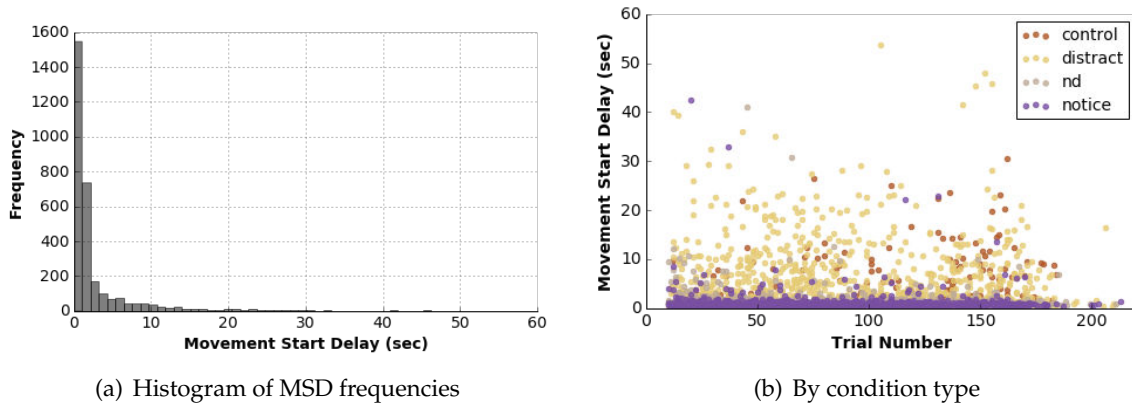 1600
1400
1200
1000
800
600
400
200
0
Frequency
0 10 20 30 40 50 60
Movement Start Delay (sec)
(a) Histogram of MSD frequencies
60
50
40
30
20
10
0
Movement Start Delay (sec)
control
distract
nd
notice
0 50 100 150 200
Trial Number
(b) By condition type